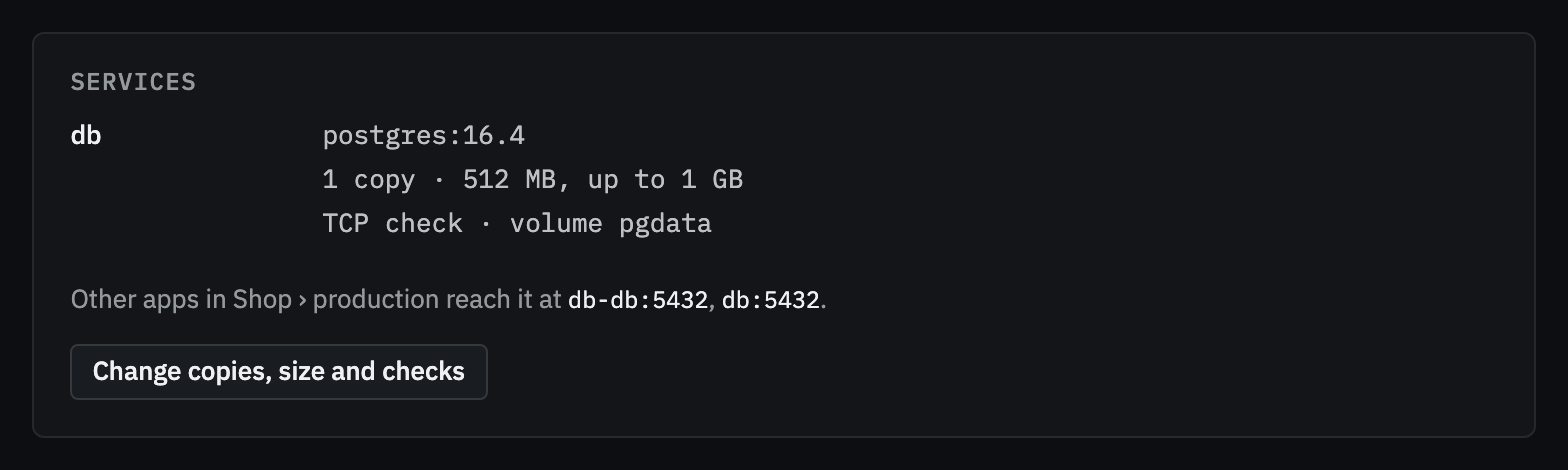 SERVICES
db postgres:16.4
1 copy · 512 MB, up to 1 GB
TCP check · volume pgdata
Other apps in Shop › production reach it at db-db:5432, db:5432.
Change copies, size and checks